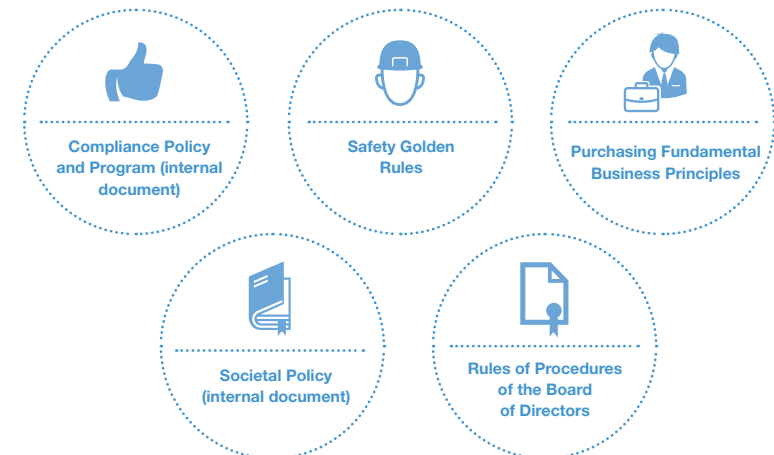 Compliance Policy
and Program (internal
document)
Safety Golden
Rules
Purchasing Fundamental
Business Principles
Societal Policy
(internal document)
Rules of Procedures
of the Board
of Directors